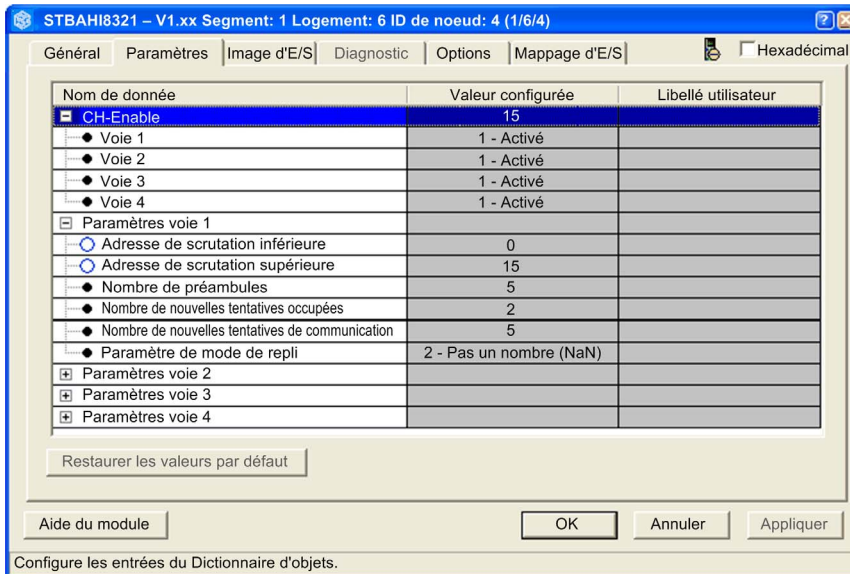 STBAHI8321 – V1.xx Segment: 1 Logement: 6 ID de noeud: 4 (1/6/4)
Général Paramètres Image d'E/S Diagnostic Options Mappage d'E/S Hexadécimal
Nom de donnée Valeur configurée Libellé utilisateur
CH-Enable 15
Voie 1 1 - Activé
Voie 2 1 - Activé
Voie 3 1 - Activé
Voie 4 1 - Activé
Paramètres voie 1
Adresse de scrutation inférieure 0
Adresse de scrutation supérieure 15
Nombre de préambules 5
Nombre de nouvelles tentatives occupées 2
Nombre de nouvelles tentatives de communication 5
Paramètre de mode de repli 2 - Pas un nombre (NaN)
Paramètres voie 2
Paramètres voie 3
Paramètres voie 4
Restaurer les valeurs par défaut
Aide du module OK Annuler Appliquer
Configure les entrées du Dictionnaire d'objets.